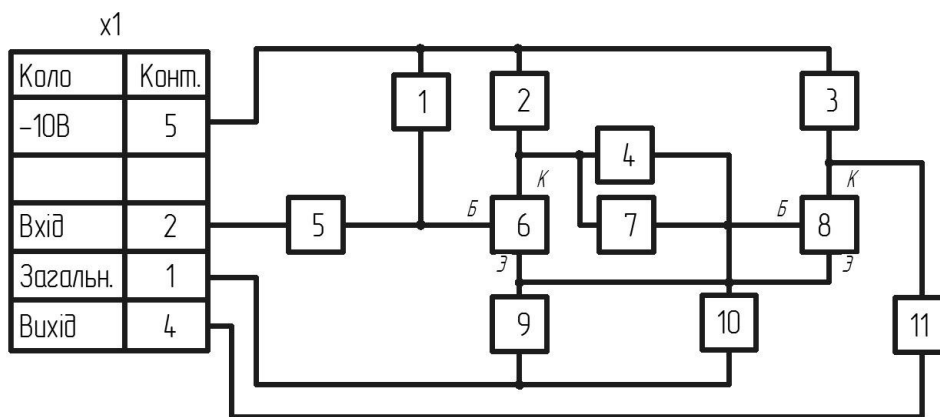 x1
Коло Конт.
–10В 5
Вхід 2
Загальн. 1
Вихід 4
1 2 3
4
К К
5 Б 6 7 Б 8
Э Э
9 10 11